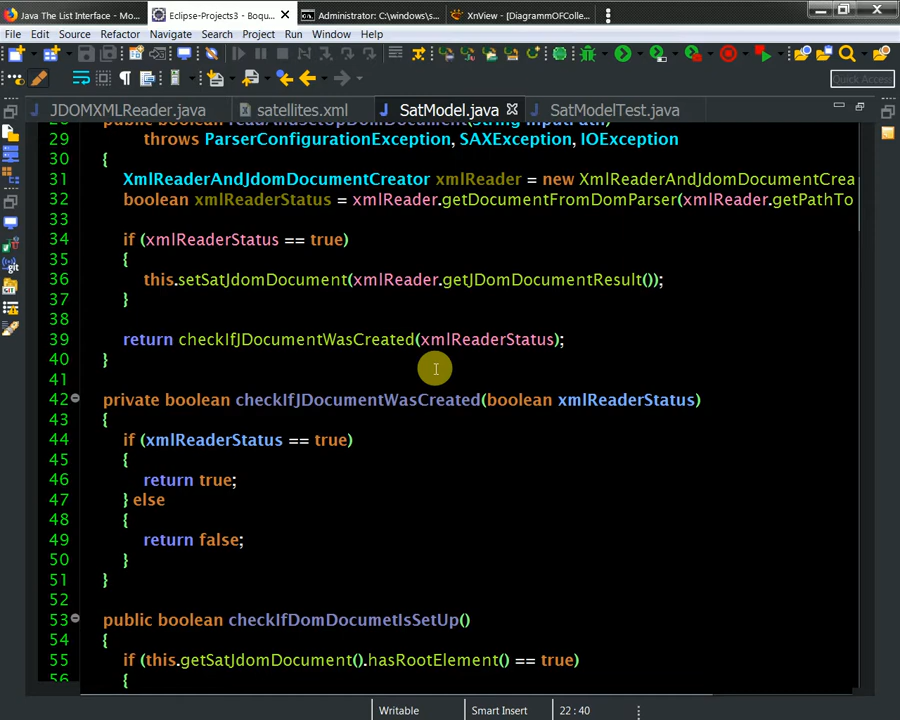 Java The List Interface - Mo...
Eclipse-Projects3 - Boqu...
Administrator: C:\windows\s...
XnView - [DiagrammOfColle...
File Edit Source Refactor Navigate Search Project Run Window Help
Quick Access
JDOMXMLReader.java
satellites.xml
SatModel.java
SatModelTest.java
29 throws ParserConfigurationException, SAXException, IOException
30 {
31 XmlReaderAndJdomDocumentCreator xmlReader = new XmlReaderAndJdomDocumentCrea
32 boolean xmlReaderStatus = xmlReader.getDocumentFromDomParser(xmlReader.getPathTo
33
34 if (xmlReaderStatus == true)
35 {
36 this.setSatJdomDocument(xmlReader.getJDomDocumentResult());
37 }
38
39 return checkIfJDocumentWasCreated(xmlReaderStatus);
40 }
41
42 private boolean checkIfJDocumentWasCreated(boolean xmlReaderStatus)
43 {
44 if (xmlReaderStatus == true)
45 {
46 return true;
47 } else
48 {
49 return false;
50 }
51 }
52
53 public boolean checkIfDomDocumetIsSetUp()
54 {
55 if (this.getSatJdomDocument().hasRootElement() == true)
56 {
Writable Smart Insert 22 : 40